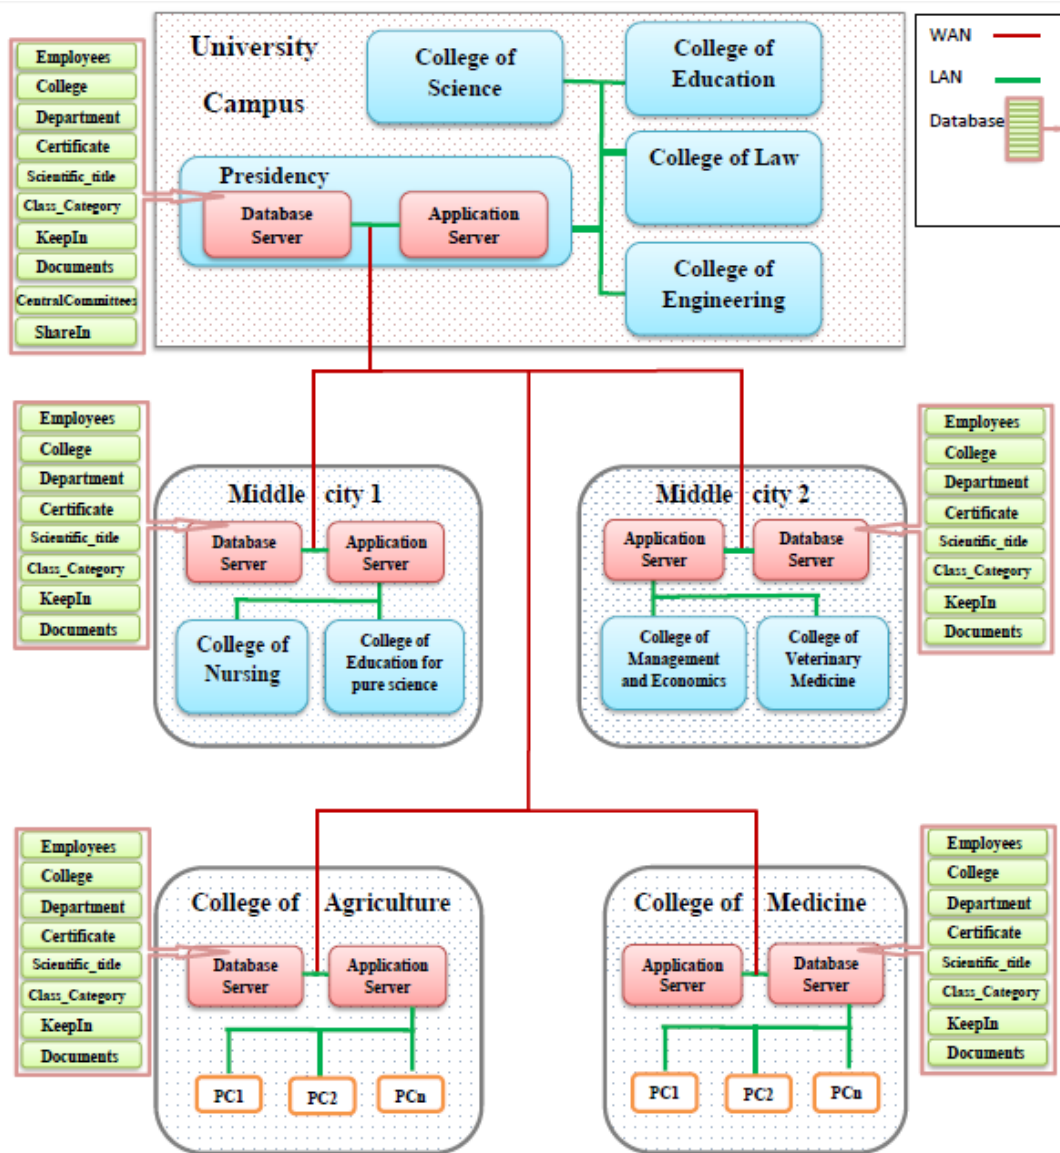 Employees
College
Department
Certificate
Scientific_title
Class_Category
KeepIn
Documents
CentralCommittees
ShareIn
University
Campus
College of
Science
College of
Education
College of Law
College of
Engineering
Presidency
Database
Server
Application
Server
WAN
LAN
Database
Employees
College
Department
Certificate
Scientific_title
Class_Category
KeepIn
Documents
Middle city 1
Database
Server
Application
Server
College of
Nursing
College of
Education for
pure science
Middle city 2
Application
Server
Database
Server
College of
Management
and Economics
College of
Veterinary
Medicine
Employees
College
Department
Certificate
Scientific_title
Class_Category
KeepIn
Documents
Employees
College
Department
Certificate
Scientific_title
Class_Category
KeepIn
Documents
College of Agriculture
Database
Server
Application
Server
PC1
PC2
PCn
College of Medicine
Application
Server
Database
Server
PC1
PC2
PCn
Employees
College
Department
Certificate
Scientific_title
Class_Category
KeepIn
Documents